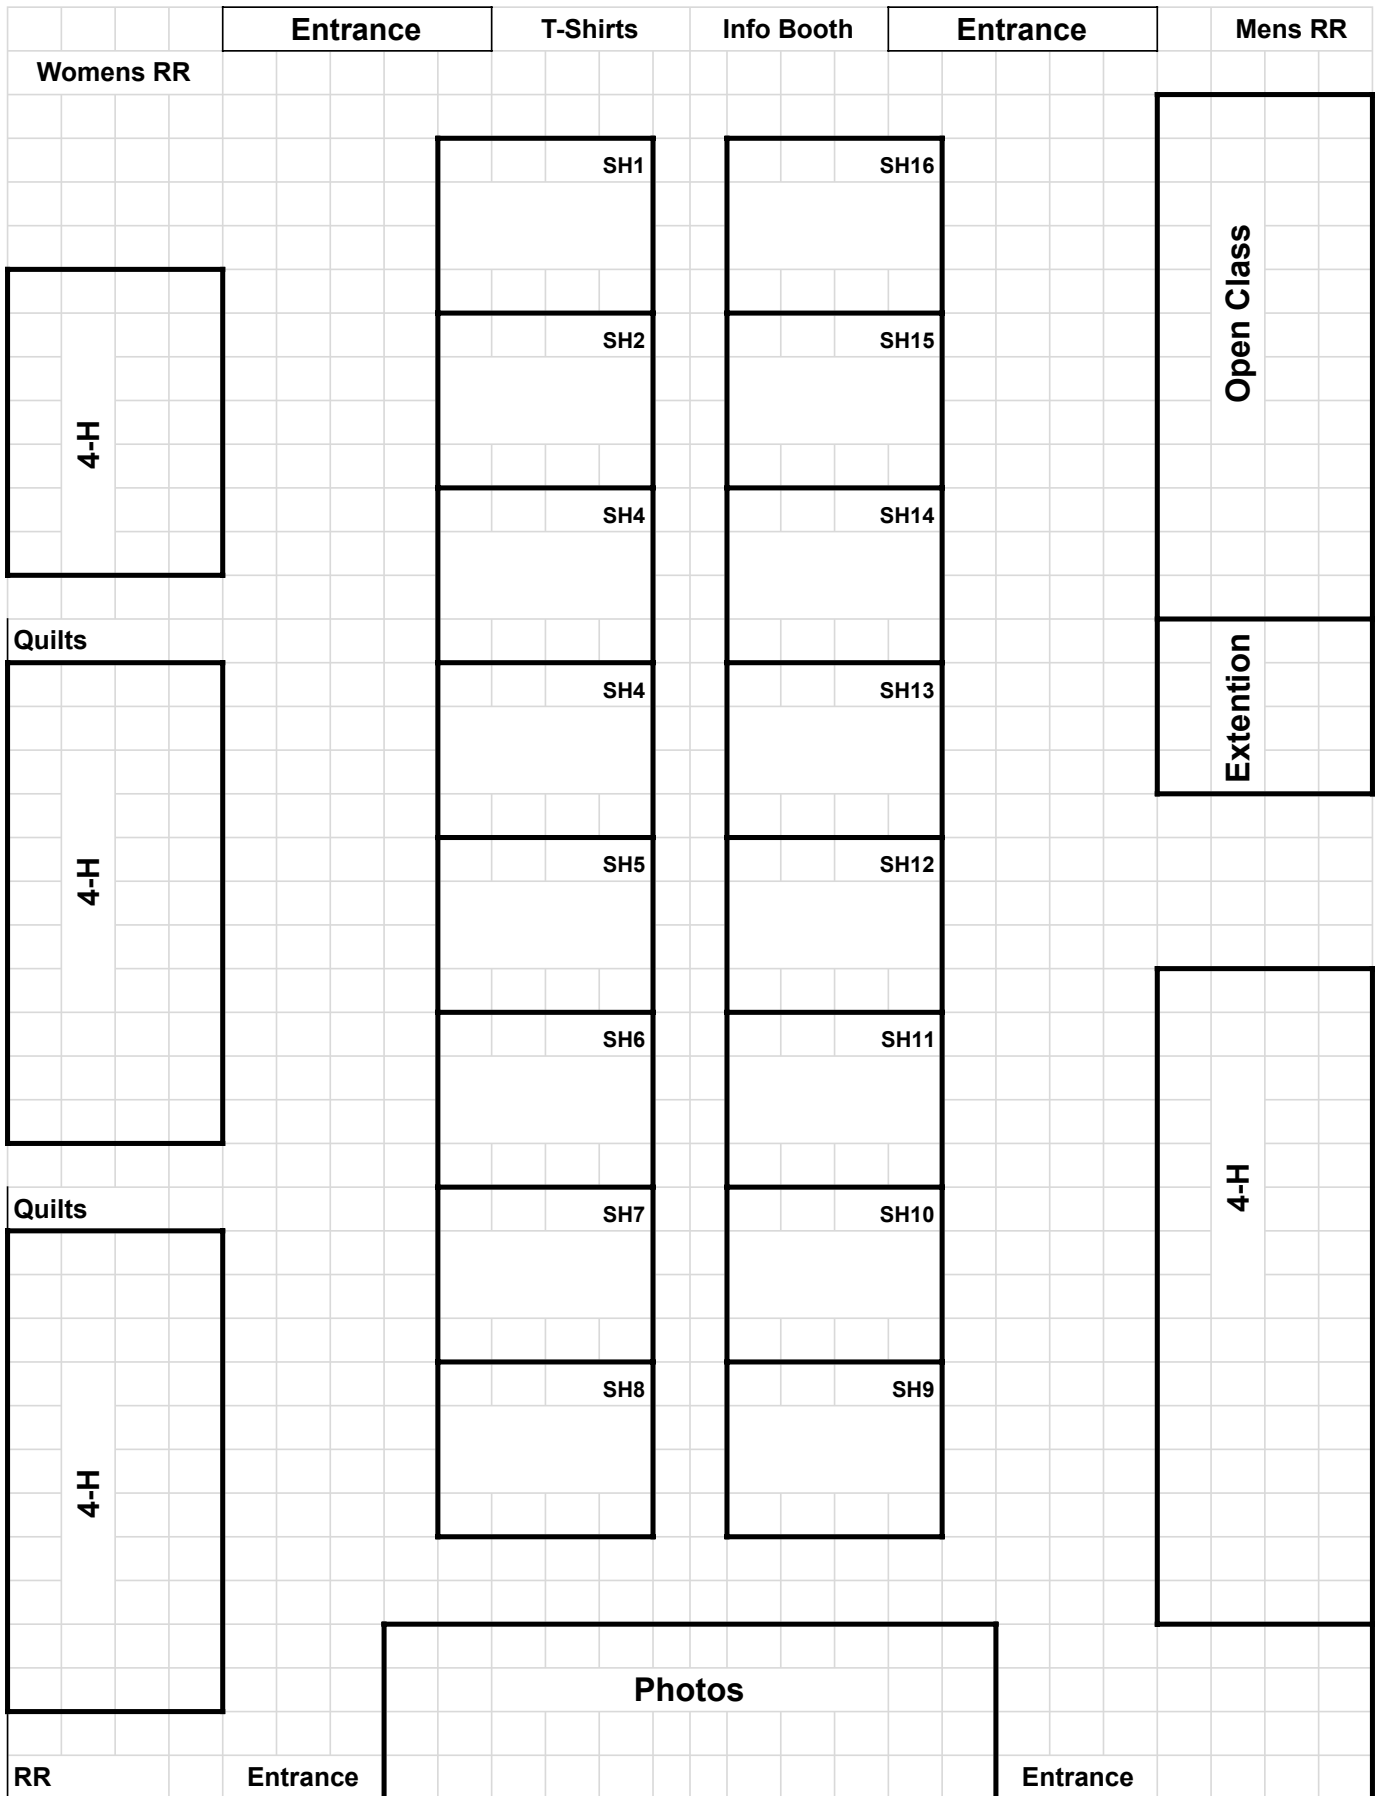 Entrance T-Shirts Info Booth Entrance Mens RR
Womens RR
SH1 SH16
Open Class
SH2 SH15
4-H
SH4 SH14
Quilts
Extention
SH4 SH13
4-H
SH5 SH12
SH6 SH11
4-H
Quilts
SH7 SH10
SH8 SH9
4-H
Photos
RR Entrance Entrance